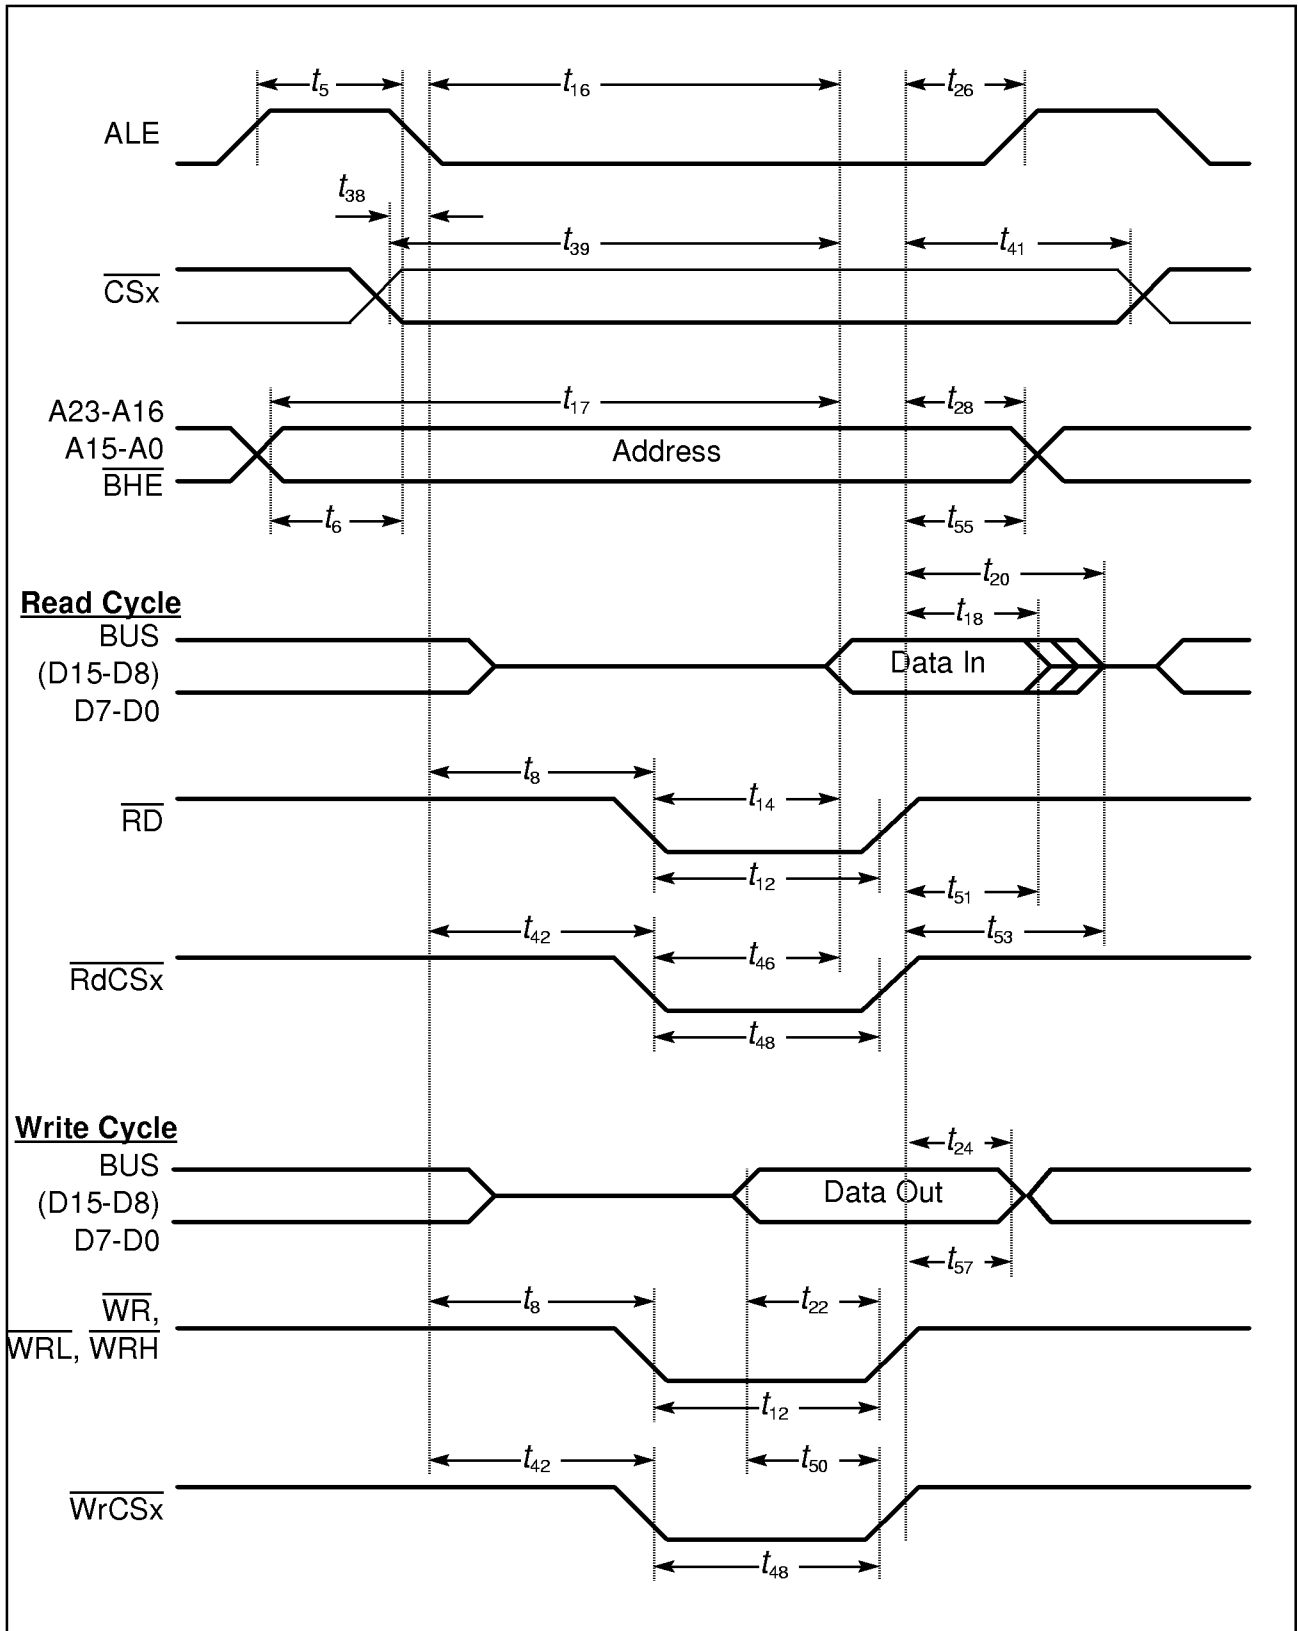 t5 t16 t26
ALE
t38
t39 t41
CSx
t17 t28
A23-A16
A15-A0
BHE
Address
t6 t55
t20
Read Cycle
t18
BUS
(D15-D8)
D7-D0
Data In
t8
t14
RD
t12
t51
t42
t53
t46
RdCSx
t48
Write Cycle
t24
BUS
(D15-D8)
D7-D0
Data Out
t57
t8 t22
WR,
WRL, WRH
t12
t42 t50
WrCSx
t48